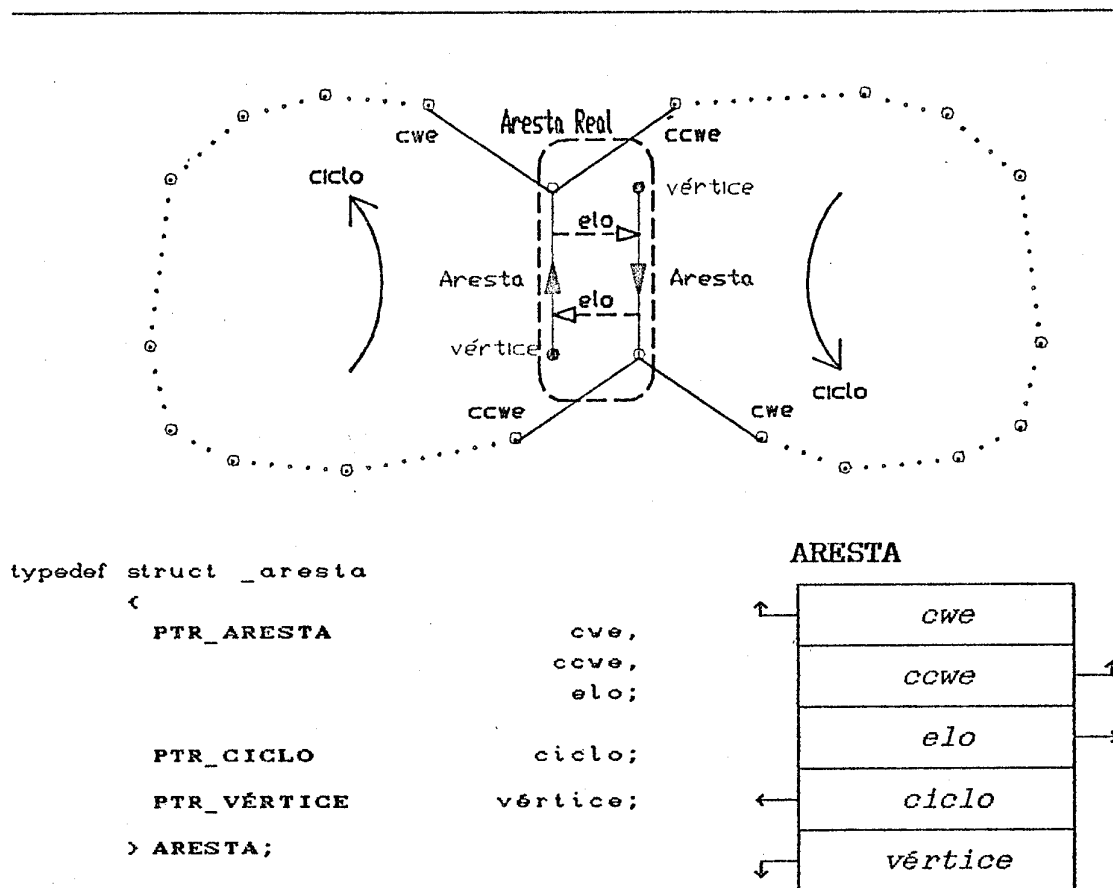 Aresta Real
cwe
ccwe
ciclo
vértice
elo
Aresta
Aresta
elo
vértice
ciclo
ccwe
cwe
ARESTA
typedef struct _aresta
{
PTR_ARESTA cwe,
ccwe,
elo;
PTR_CICLO ciclo;
PTR_VÉRTICE vértice;
} ARESTA;
cwe
ccwe
elo
ciclo
vértice